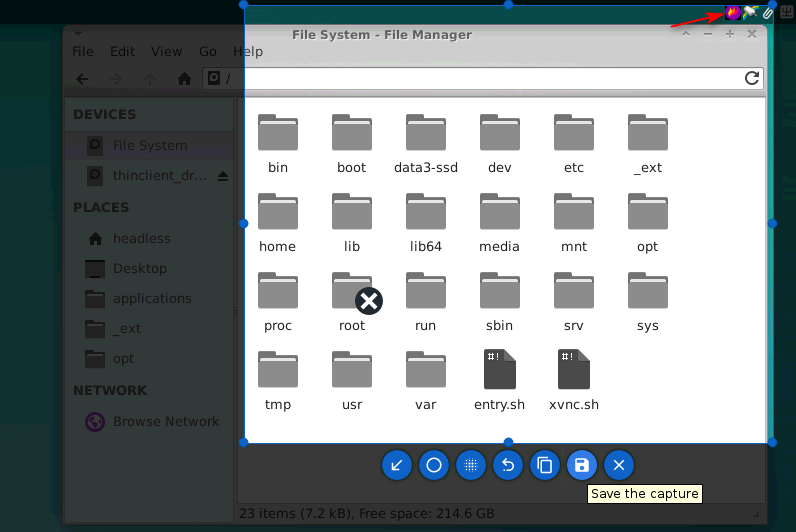 File System - File Manager
File Edit View Go Help
/
DEVICES
File System
thinclient_dr...
PLACES
headless
Desktop
applications
_ext
opt
NETWORK
Browse Network
bin boot data3-ssd dev etc _ext
home lib lib64 media mnt opt
proc root run sbin srv sys
#! #!
tmp usr var entry.sh xvnc.sh
Save the capture
23 items (7.2 kB), Free space: 214.6 GB